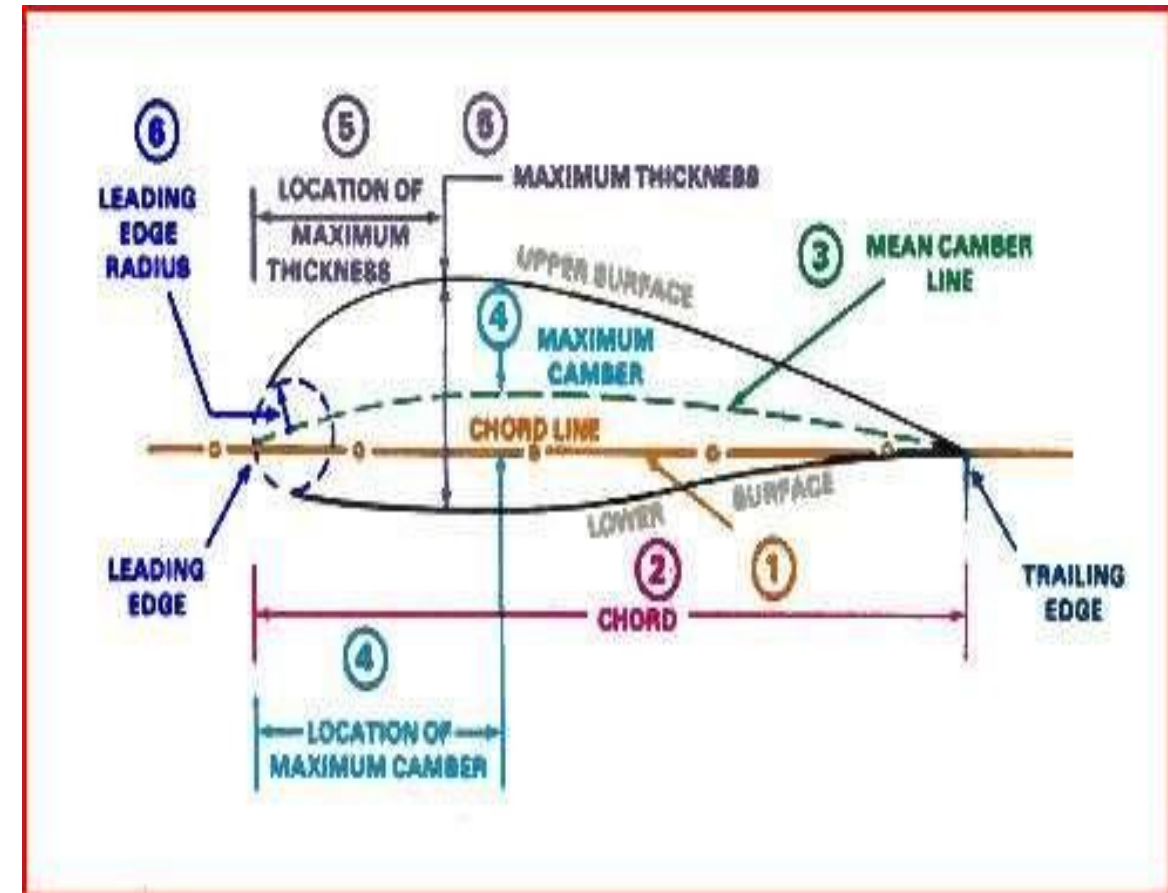 6
5
5
LEADING
EDGE
RADIUS
LOCATION OF
MAXIMUM
THICKNESS
MAXIMUM THICKNESS
UPPER SURFACE
3
MEAN CAMBER
LINE
4
MAXIMUM
CAMBER
CHORD LINE
LOWER
SURFACE
LEADING
EDGE
2
1
TRAILING
EDGE
CHORD
4
LOCATION OF
MAXIMUM CAMBER